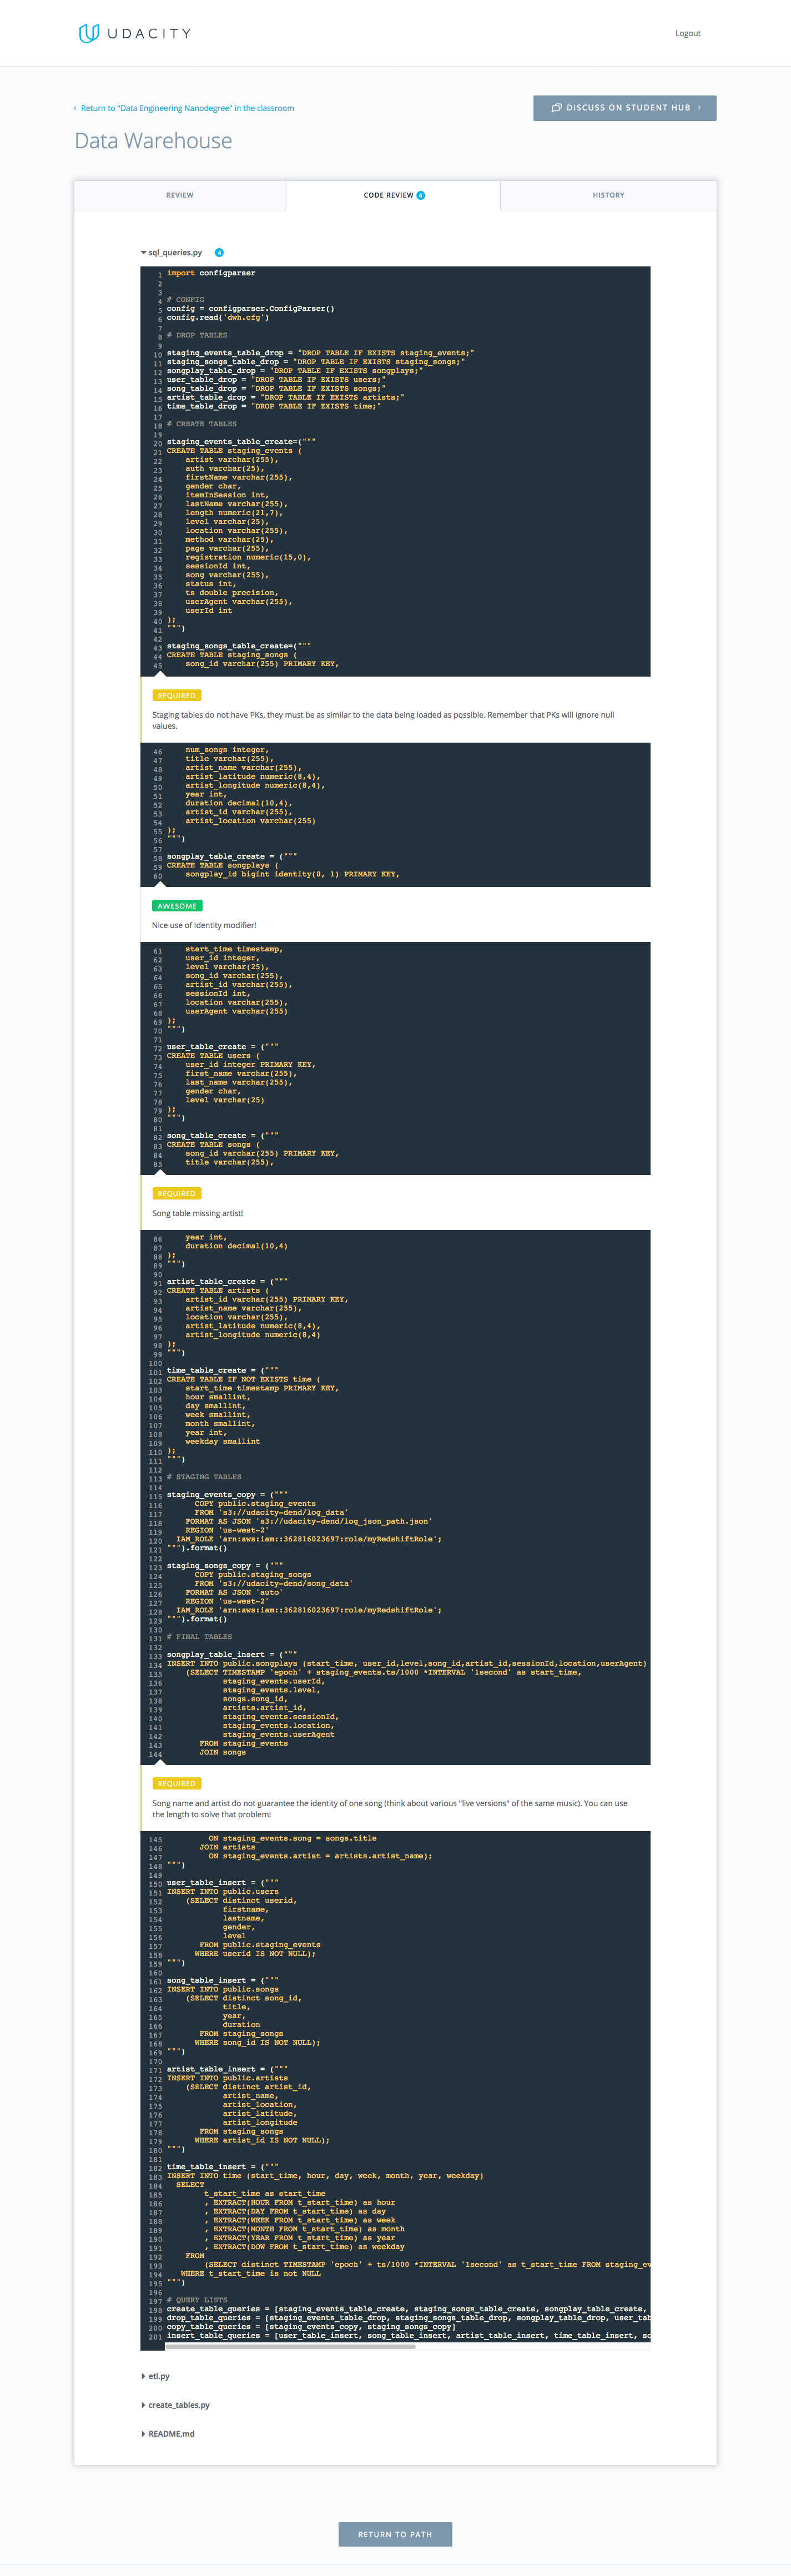 UDACITY
Logout
Return to "Data Engineering Nanodegree" in the classroom
DISCUSS ON STUDENT HUB
Data Warehouse
REVIEW
CODE REVIEW 4
HISTORY
sql_queries.py 4
1 import configparser
2
3
4 # CONFIG
5 config = configparser.ConfigParser()
6 config.read('dwh.cfg')
7
8 # DROP TABLES
9
10 staging_events_table_drop = "DROP TABLE IF EXISTS staging_events;"
11 staging_songs_table_drop = "DROP TABLE IF EXISTS staging_songs;"
12 songplay_table_drop = "DROP TABLE IF EXISTS songplays;"
13 user_table_drop = "DROP TABLE IF EXISTS users;"
14 song_table_drop = "DROP TABLE IF EXISTS songs;"
15 artist_table_drop = "DROP TABLE IF EXISTS artists;"
16 time_table_drop = "DROP TABLE IF EXISTS time;"
17
18 # CREATE TABLES
19
20 staging_events_table_create=("""
21 CREATE TABLE staging_events (
22 artist varchar(255),
23 auth varchar(25),
24 firstName varchar(255),
25 gender char,
26 itemInSession int,
27 lastName varchar(255),
28 length numeric(21,7),
29 level varchar(25),
30 location varchar(255),
31 method varchar(25),
32 page varchar(255),
33 registration numeric(15,0),
34 sessionId int,
35 song varchar(255),
36 status int,
37 ts double precision,
38 userAgent varchar(255),
39 userId int
40 );
41 """)
42
43 staging_songs_table_create=("""
44 CREATE TABLE staging_songs (
45 song_id varchar(255) PRIMARY KEY,
REQUIRED
Staging tables do not have PKs, they must be as similar to the data being loaded as possible. Remember that PKs will ignore null
values.
46 num_songs integer,
47 title varchar(255),
48 artist_name varchar(255),
49 artist_latitude numeric(8,4),
50 artist_longitude numeric(8,4),
51 year int,
52 duration decimal(10,4),
53 artist_id varchar(255),
54 artist_location varchar(255)
55 );
56 """)
57
58 songplay_table_create = ("""
59 CREATE TABLE songplays (
60 songplay_id bigint identity(0, 1) PRIMARY KEY,
AWESOME
Nice use of Identity modifier!
61 start_time timestamp,
62 user_id integer,
63 level varchar(25),
64 song_id varchar(255),
65 artist_id varchar(255),
66 sessionId int,
67 location varchar(255),
68 userAgent varchar(255)
69 );
70 """)
71
72 user_table_create = ("""
73 CREATE TABLE users (
74 user_id integer PRIMARY KEY,
75 first_name varchar(255),
76 last_name varchar(255),
77 gender char,
78 level varchar(25)
79 );
80 """)
81
82 song_table_create = ("""
83 CREATE TABLE songs (
84 song_id varchar(255) PRIMARY KEY,
85 title varchar(255),
REQUIRED
Song table missing artist!
86 year int,
87 duration decimal(10,4)
88 );
89 """)
90
91 artist_table_create = ("""
92 CREATE TABLE artists (
93 artist_id varchar(255) PRIMARY KEY,
94 artist_name varchar(255),
95 location varchar(255),
96 artist_latitude numeric(8,4),
97 artist_longitude numeric(8,4)
98 );
99 """)
100
101 time_table_create = ("""
102 CREATE TABLE IF NOT EXISTS time (
103 start_time timestamp PRIMARY KEY,
104 hour smallint,
105 day smallint,
106 week smallint,
107 month smallint,
108 year int,
109 weekday smallint
110 );
111 """)
112
113 # STAGING TABLES
114
115 staging_events_copy = ("""
116 COPY public.staging_events
117 FROM 's3://udacity-dend/log_data'
118 FORMAT AS JSON 's3://udacity-dend/log_json_path.json'
119 REGION 'us-west-2'
120 IAM_ROLE 'arn:aws:iam::362816023697:role/myRedshiftRole';
121 """).format()
122
123 staging_songs_copy = ("""
124 COPY public.staging_songs
125 FROM 's3://udacity-dend/song_data'
126 FORMAT AS JSON 'auto'
127 REGION 'us-west-2'
128 IAM_ROLE 'arn:aws:iam::362816023697:role/myRedshiftRole';
129 """).format()
130
131 # FINAL TABLES
132
133 songplay_table_insert = ("""
134 INSERT INTO public.songplays (start_time, user_id,level,song_id,artist_id,sessionId,location,userAgent)
135 (SELECT TIMESTAMP 'epoch' + staging_events.ts/1000 *INTERVAL '1second' as start_time,
136 staging_events.userId,
137 staging_events.level,
138 songs.song_id,
139 artists.artist_id,
140 staging_events.sessionId,
141 staging_events.location,
142 staging_events.userAgent
143 FROM staging_events
144 JOIN songs
REQUIRED
Song name and artist do not guarantee the identity of one song (think about various "live versions" of the same music). You can use
the length to solve that problem!
145 ON staging_events.song = songs.title
146 JOIN artists
147 ON staging_events.artist = artists.artist_name);
148 """)
149
150 user_table_insert = ("""
151 INSERT INTO public.users
152 (SELECT distinct userid,
153 firstname,
154 lastname,
155 gender,
156 level
157 FROM public.staging_events
158 WHERE userid IS NOT NULL);
159 """)
160
161 song_table_insert = ("""
162 INSERT INTO public.songs
163 (SELECT distinct song_id,
164 title,
165 year,
166 duration
167 FROM staging_songs
168 WHERE song_id IS NOT NULL);
169 """)
170
171 artist_table_insert = ("""
172 INSERT INTO public.artists
173 (SELECT distinct artist_id,
174 artist_name,
175 artist_location,
176 artist_latitude,
177 artist_longitude
178 FROM staging_songs
179 WHERE artist_id IS NOT NULL);
180 """)
181
182 time_table_insert = ("""
183 INSERT INTO time (start_time, hour, day, week, month, year, weekday)
184 SELECT
185 t_start_time as start_time
186 , EXTRACT(HOUR FROM t_start_time) as hour
187 , EXTRACT(DAY FROM t_start_time) as day
188 , EXTRACT(WEEK FROM t_start_time) as week
189 , EXTRACT(MONTH FROM t_start_time) as month
190 , EXTRACT(YEAR FROM t_start_time) as year
191 , EXTRACT(DOW FROM t_start_time) as weekday
192 FROM
193 (SELECT distinct TIMESTAMP 'epoch' + ts/1000 *INTERVAL '1second' as t_start_time FROM staging_ev
194 WHERE t_start_time is not NULL
195 """)
196
197 # QUERY LISTS
198 create_table_queries = [staging_events_table_create, staging_songs_table_create, songplay_table_create,
199 drop_table_queries = [staging_events_table_drop, staging_songs_table_drop, songplay_table_drop, user_tab
200 copy_table_queries = [staging_events_copy, staging_songs_copy]
201 insert_table_queries = [user_table_insert, song_table_insert, artist_table_insert, time_table_insert, so
etl.py
create_tables.py
README.md
RETURN TO PATH